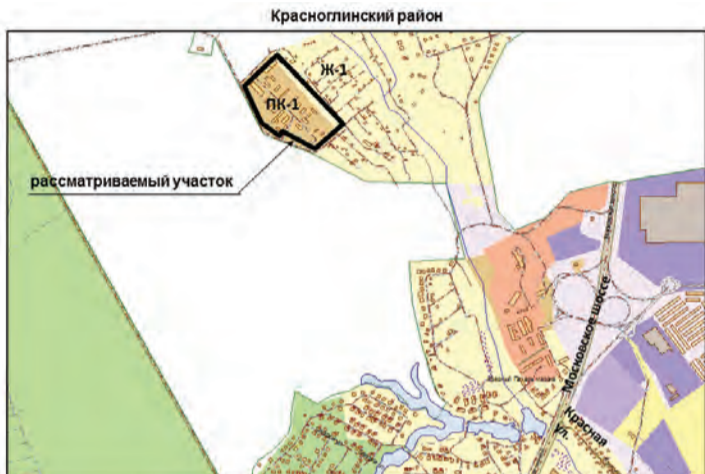 Красноглинский район
Ж-1
ПК-1
рассматриваемый участок
Московское шоссе
Красная
ул.